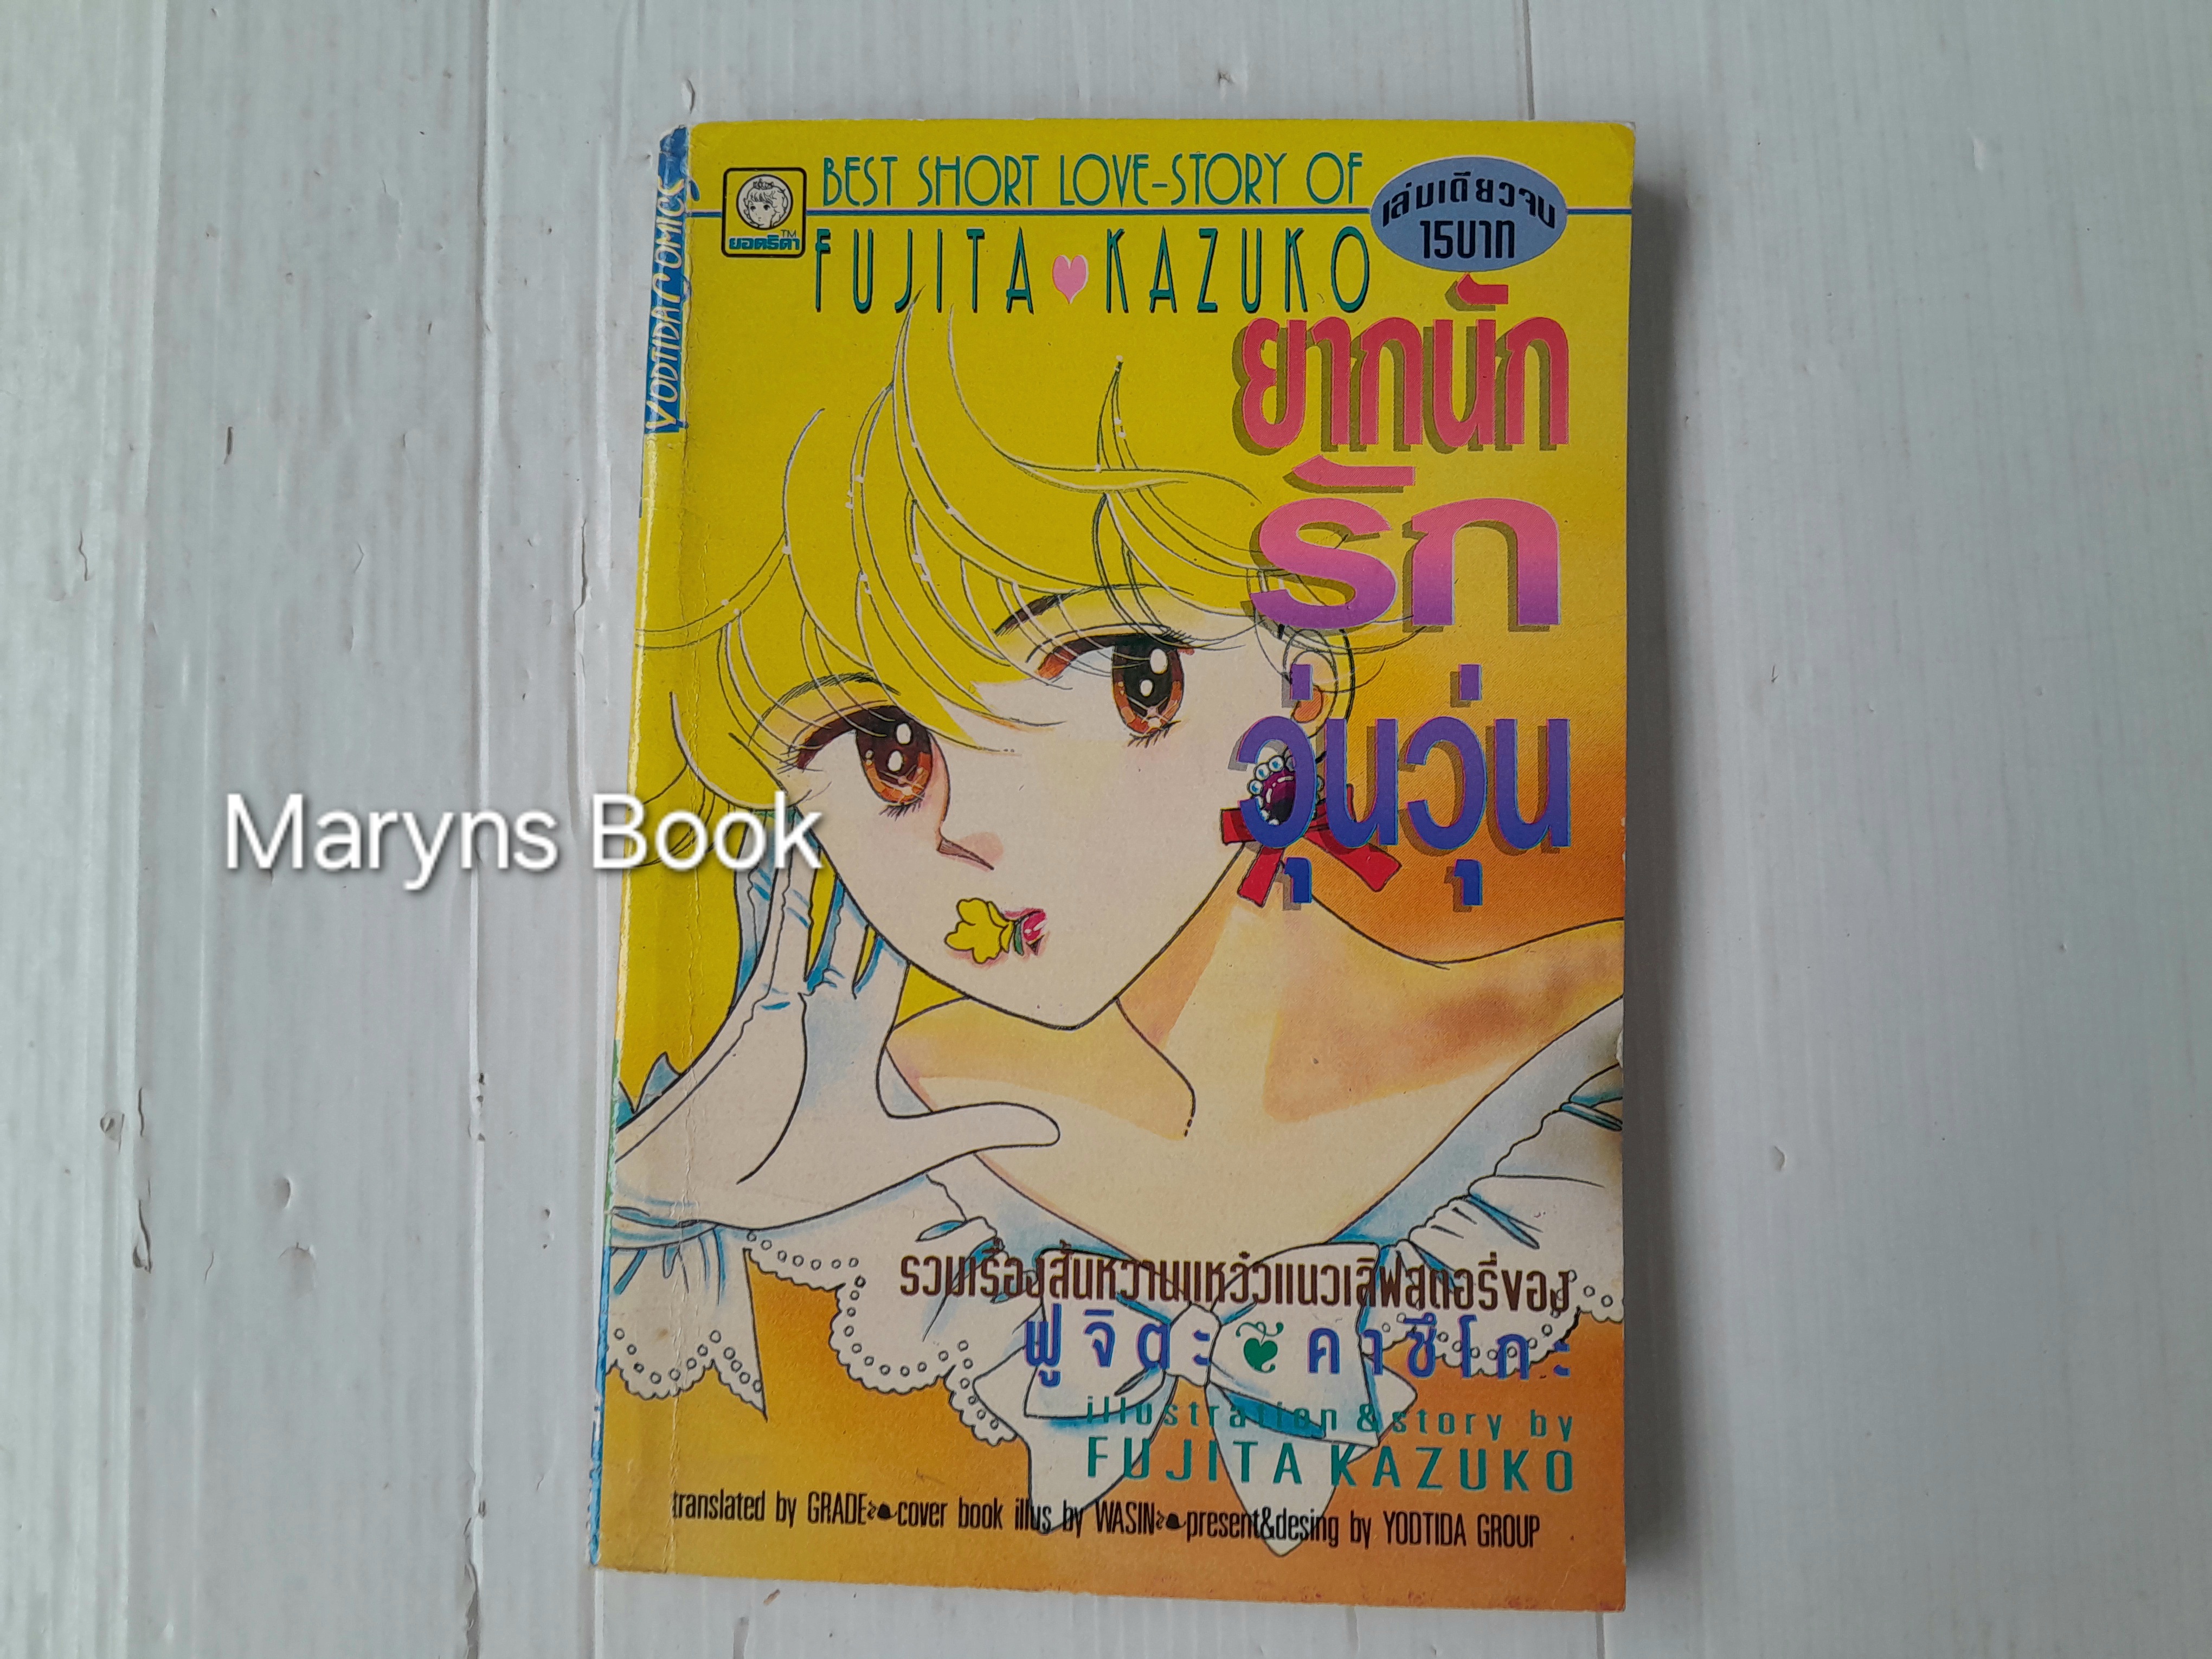 BEST SHORT LOVE-STORY OF
FUJITA KAZUKO
เล่มเดียวจบ
15บาท
ยอดธิดา TM
YODTIDA COMICS
ยากนัก
รัก
วุ่นวุ่น
Maryns Book
รวมเรื่องสั้นหวานแหว๋วแนวเลิฟสตอรี่ของ
ฟูจิตะ คาซึโกะ
illustration & story by
FUJITA KAZUKO
translated by GRADE cover book illus by WASIN present&desing by YODTIDA GROUP